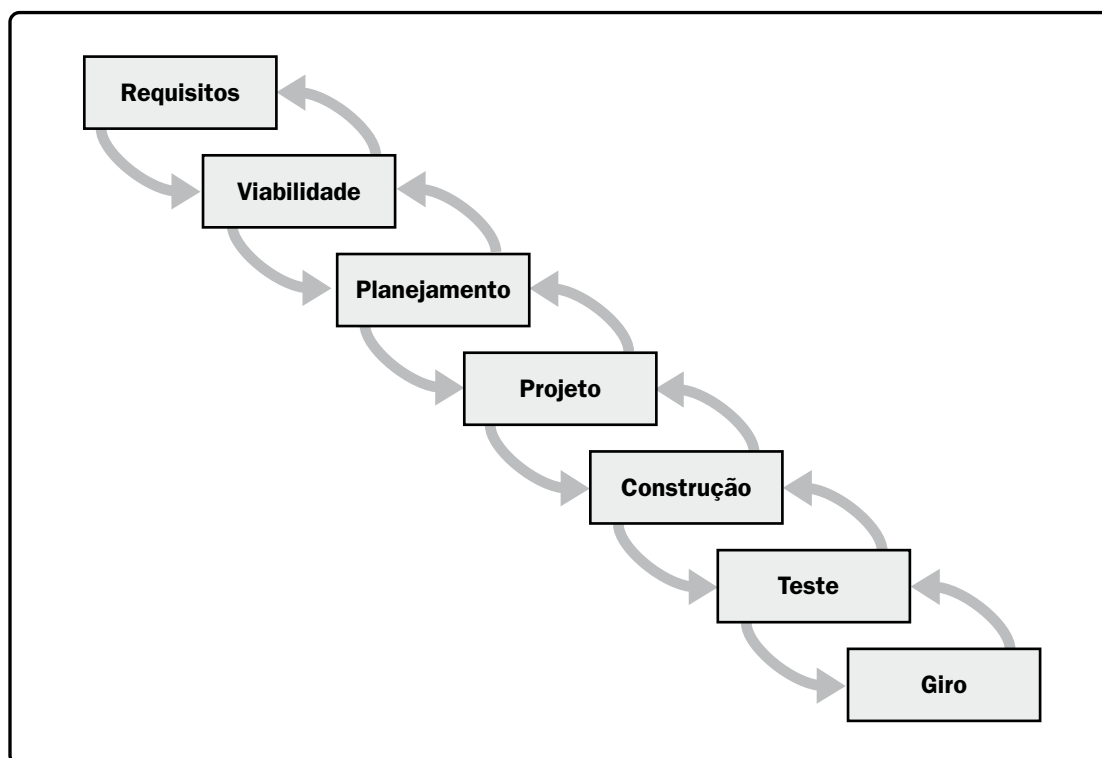 Requisitos
Viabilidade
Planejamento
Projeto
Construção
Teste
Giro